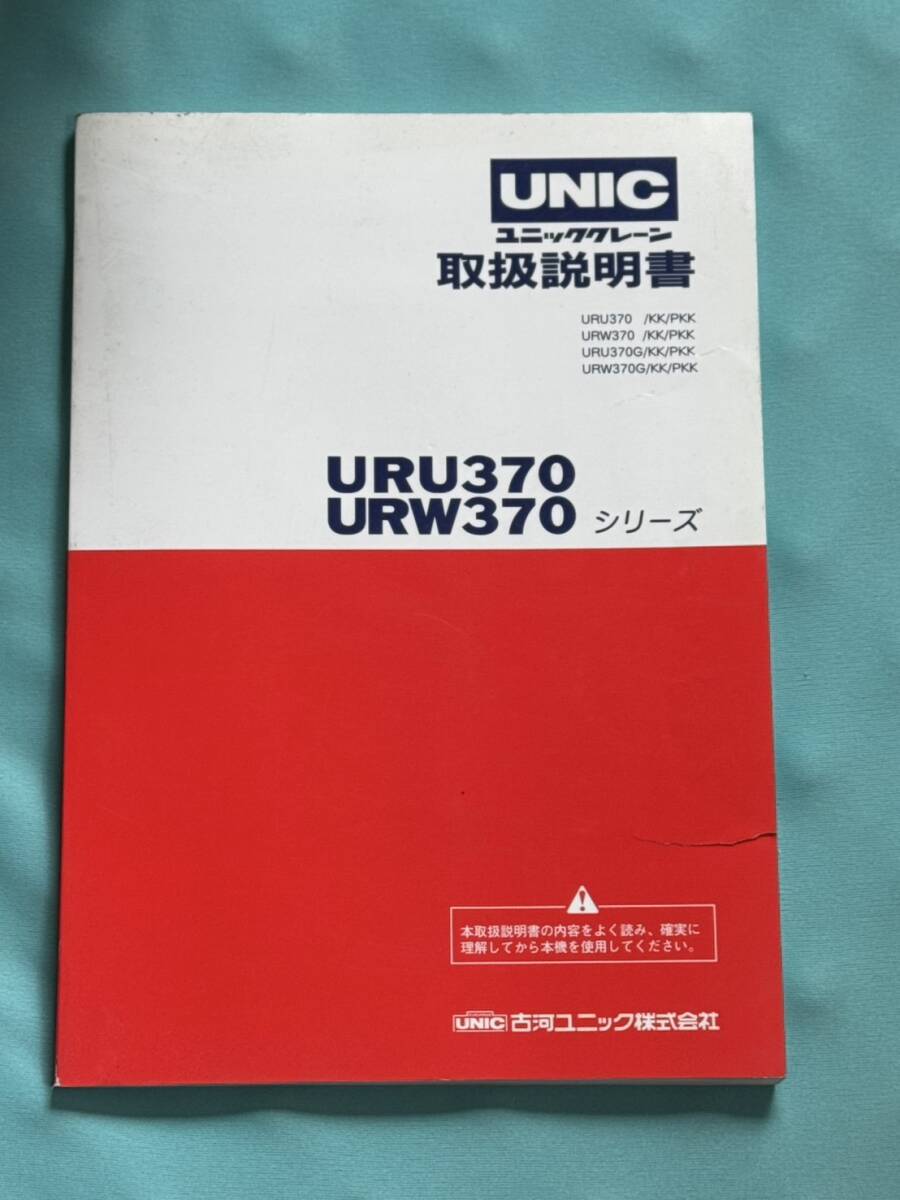 UNIC
ユニッククレーン
取扱説明書
URU370 /KK/PKK
URW370 /KK/PKK
URU370G/KK/PKK
URW370G/KK/PKK
URU370
URW370 シリーズ
本取扱説明書の内容をよく読み、確実に
理解してから本機を使用してください。
UNIC 古河ユニック株式会社